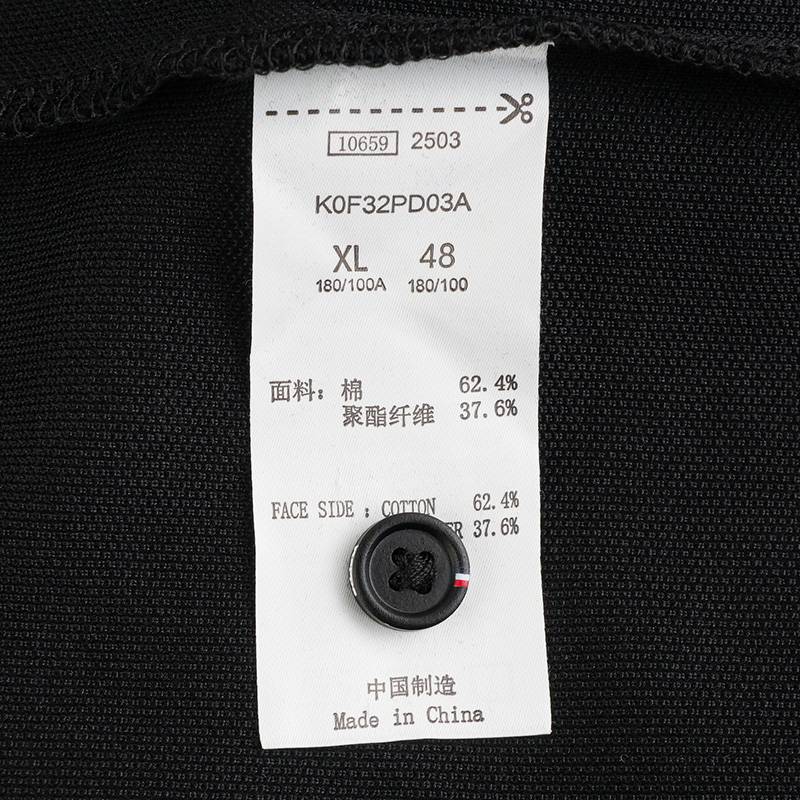 10659 2503
K0F32PD03A
XL 48
180/100A 180/100
面料：棉 62.4%
聚酯纤维 37.6%
FACE SIDE : COTTON 62.4%
37.6%
中国制造
Made in China